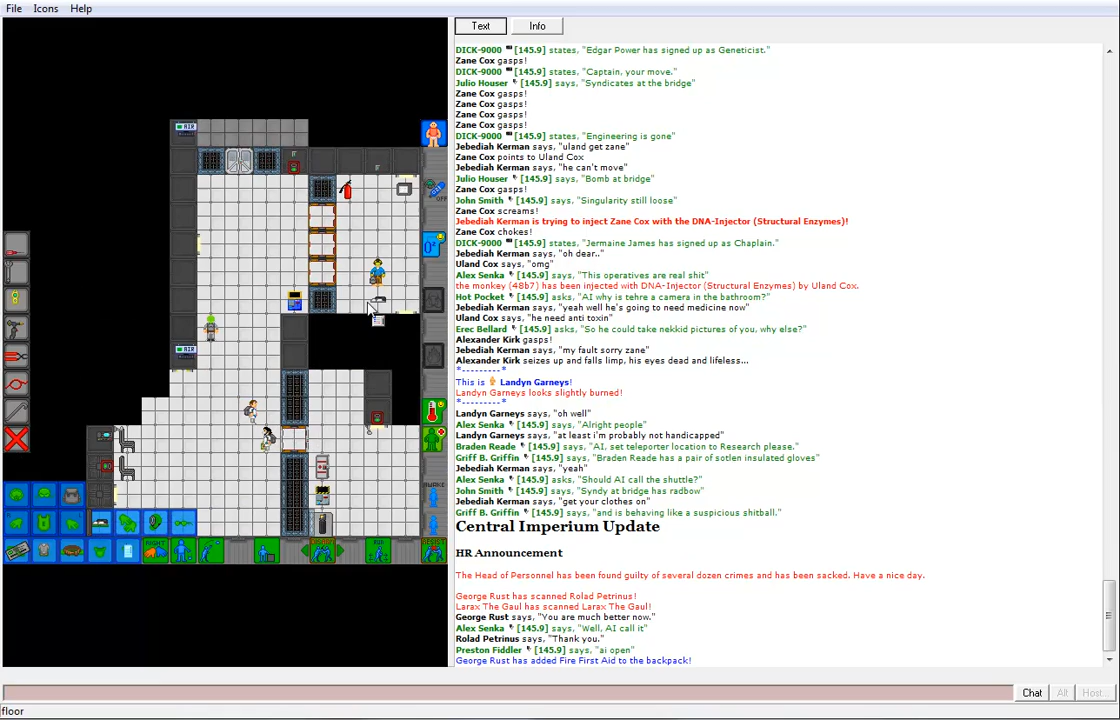 File Icons Help
Text Info
DICK-9000 [145.9] states, "Edgar Power has signed up as Geneticist."
Zane Cox gasps!
DICK-9000 [145.9] states, "Captain, your move."
Julio Houser [145.9] says, "Syndicates at the bridge"
Zane Cox gasps!
Zane Cox gasps!
Zane Cox gasps!
Zane Cox gasps!
DICK-9000 [145.9] states, "Engineering is gone"
Jebediah Kerman says, "uland get zane"
Zane Cox points to Uland Cox
Jebediah Kerman says, "he can't move"
Julio Houser [145.9] says, "Bomb at bridge"
Zane Cox gasps!
John Smith [145.9] says, "Singularity still loose"
Zane Cox screams!
Jebediah Kerman is trying to inject Zane Cox with the DNA-Injector (Structural Enzymes)!
Zane Cox chokes!
DICK-9000 [145.9] states, "Jermaine James has signed up as Chaplain."
Jebediah Kerman says, "oh dear.."
Uland Cox says, "omg"
Alex Senka [145.9] says, "This operatives are real shit"
the monkey (48b7) has been injected with DNA-Injector (Structural Enzymes) by Uland Cox.
Hot Pocket [145.9] asks, "AI why is tehre a camera in the bathroom?"
Jebediah Kerman says, "yeah well he's going to need medicine now"
Uland Cox says, "he need anti toxin"
Erec Bellard [145.9] asks, "So he could take nekkid pictures of you, why else?"
Alexander Kirk gasps!
Jebediah Kerman says, "my fault sorry zane"
Alexander Kirk seizes up and falls limp, his eyes dead and lifeless...
*---------*
This is Landyn Garneys!
Landyn Garneys looks slightly burned!
*---------*
Landyn Garneys says, "oh well"
Alex Senka [145.9] says, "Alright people"
Landyn Garneys says, "at least i'm probably not handicapped"
Braden Reade [145.9] says, "AI, set teleporter location to Research please."
Griff B. Griffin [145.9] says, "Braden Reade has a pair of sotlen insulated gloves"
Jebediah Kerman says, "yeah"
Alex Senka [145.9] asks, "Should AI call the shuttle?"
John Smith [145.9] says, "Syndy at bridge has radbow"
Jebediah Kerman says, "get your clothes on"
Griff B. Griffin [145.9] says, "and is behaving like a suspicious shitball."
Central Imperium Update
HR Announcement
The Head of Personnel has been found guilty of several dozen crimes and has been sacked. Have a nice day.
George Rust has scanned Rolad Petrinus!
Larax The Gaul has scanned Larax The Gaul!
George Rust says, "You are much better now."
Alex Senka [145.9] says, "Well, AI call it"
Rolad Petrinus says, "Thank you."
Preston Fiddler [145.9] says, "ai open"
George Rust has added Fire First Aid to the backpack!
AIR
OFF
AIR
AWAKE
RIGHT
Chat Alt Host...
floor